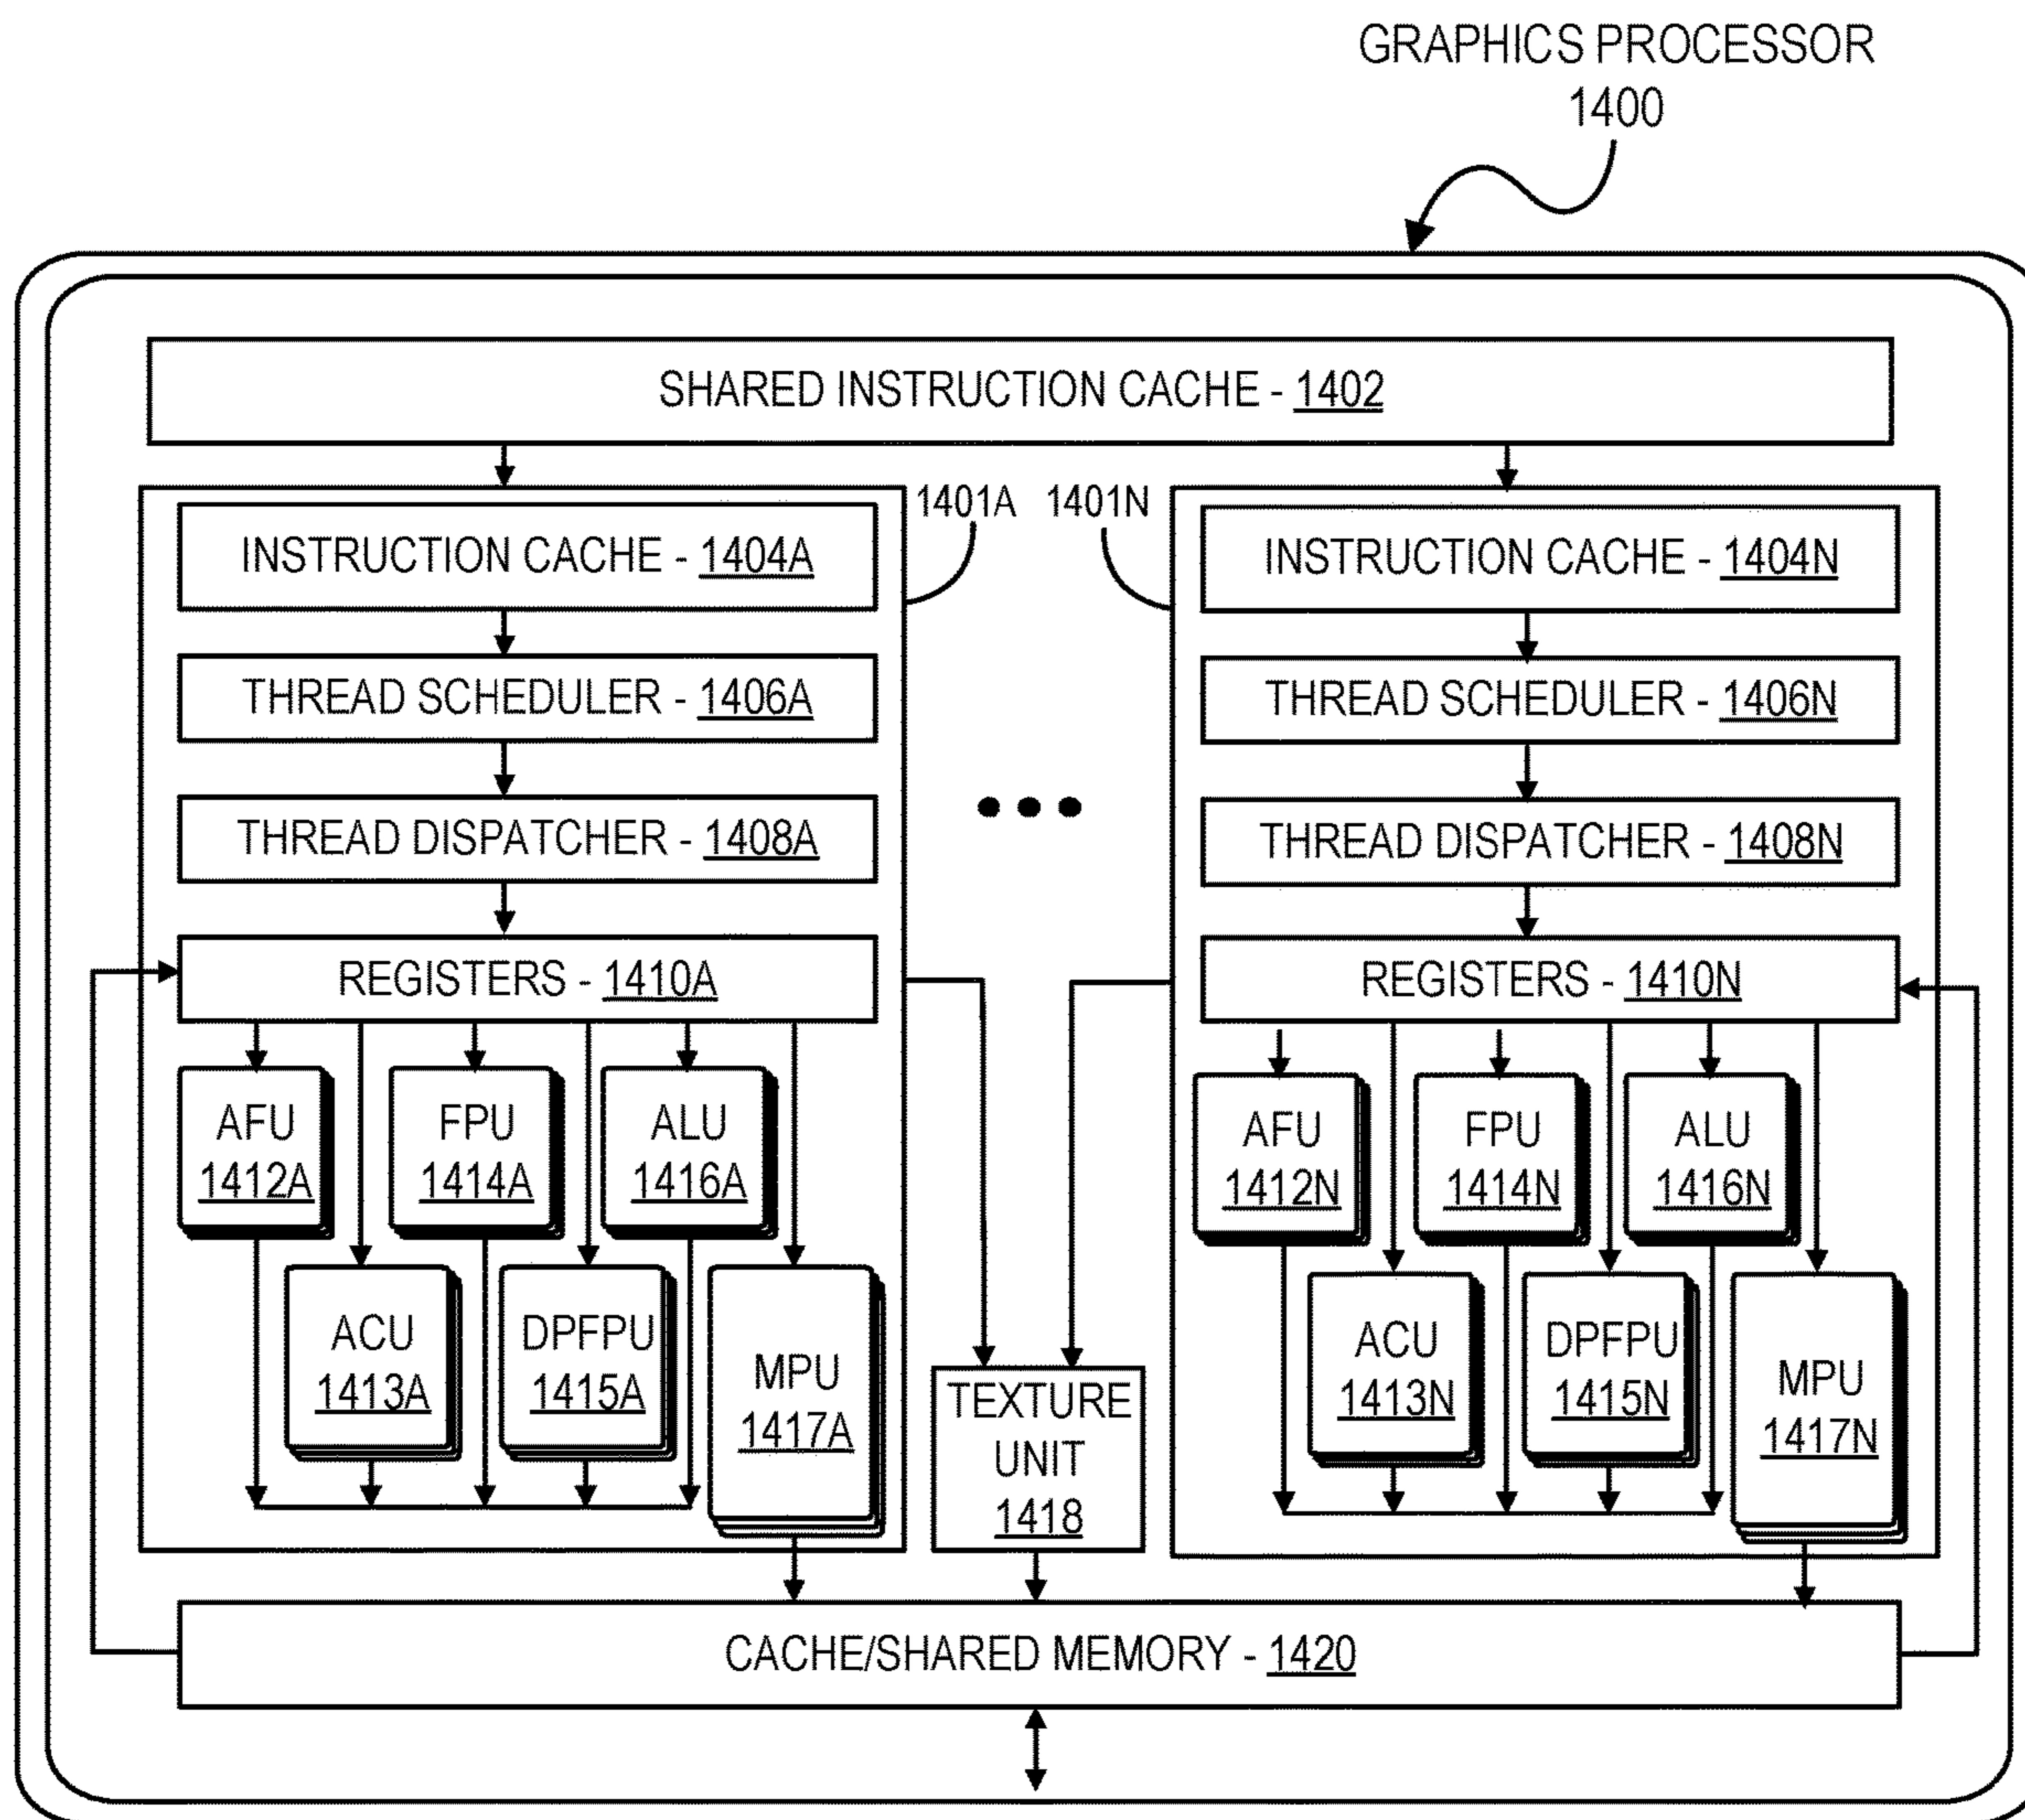 GRAPHICS PROCESSOR
1400
SHARED INSTRUCTION CACHE - 1402
1401A
1401N
INSTRUCTION CACHE - 1404A
THREAD SCHEDULER - 1406A
THREAD DISPATCHER - 1408A
REGISTERS - 1410A
AFU
1412A
FPU
1414A
ALU
1416A
ACU
1413A
DPFPU
1415A
MPU
1417A
TEXTURE
UNIT
1418
INSTRUCTION CACHE - 1404N
THREAD SCHEDULER - 1406N
THREAD DISPATCHER - 1408N
REGISTERS - 1410N
AFU
1412N
FPU
1414N
ALU
1416N
ACU
1413N
DPFPU
1415N
MPU
1417N
CACHE/SHARED MEMORY - 1420